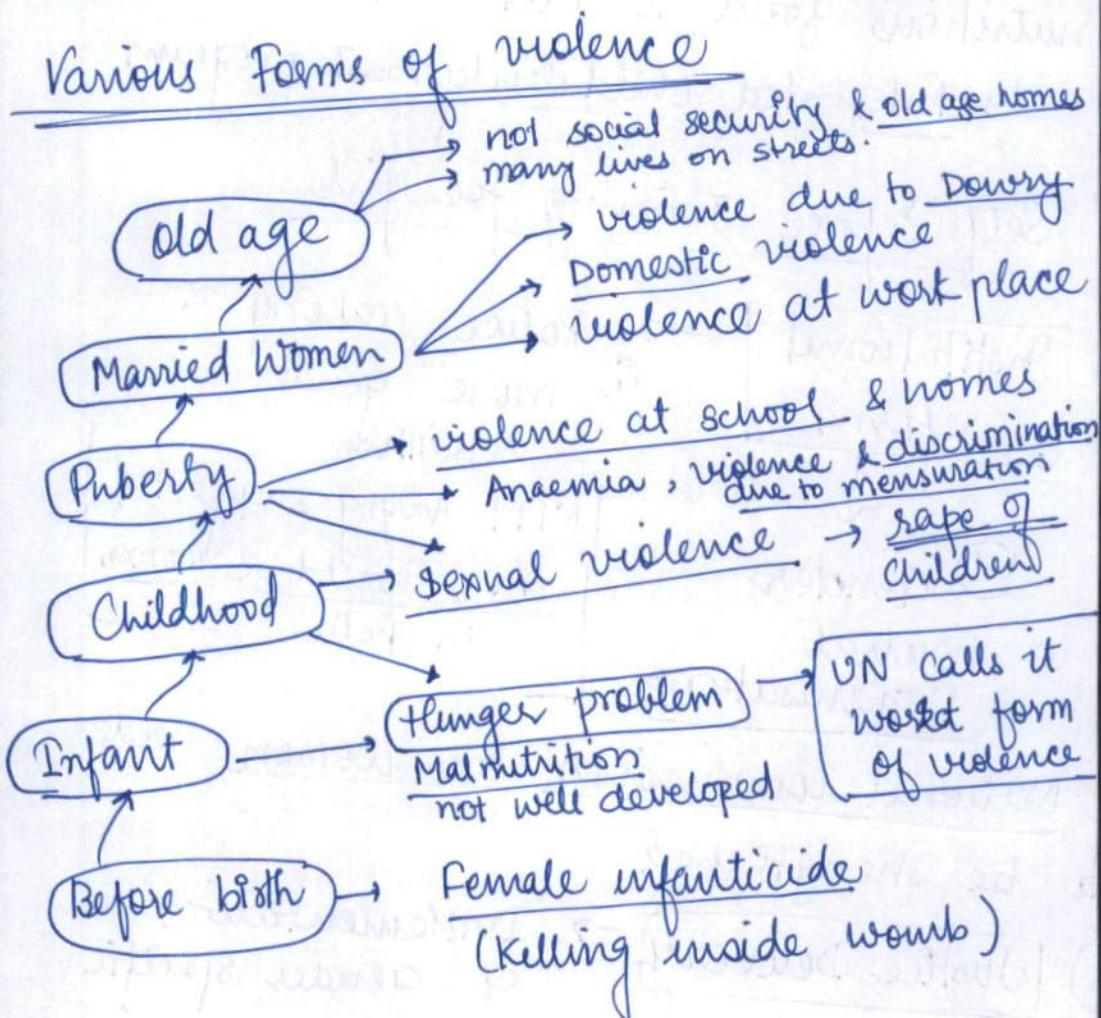 Various Forms of violence
not social security & old age homes
many lives on streets.
Old age
violence due to Dowry
Domestic violence
violence at work place
Married Women
violence at school & homes
Puberty
Anaemia, violence & discrimination
due to mensuration
Sexual violence → rape of
children
Childhood
Hunger problem
UN calls it
worst form
of violence
Infant
Malnutrition
not well developed
Before birth
Female infanticide
(Killing inside womb)